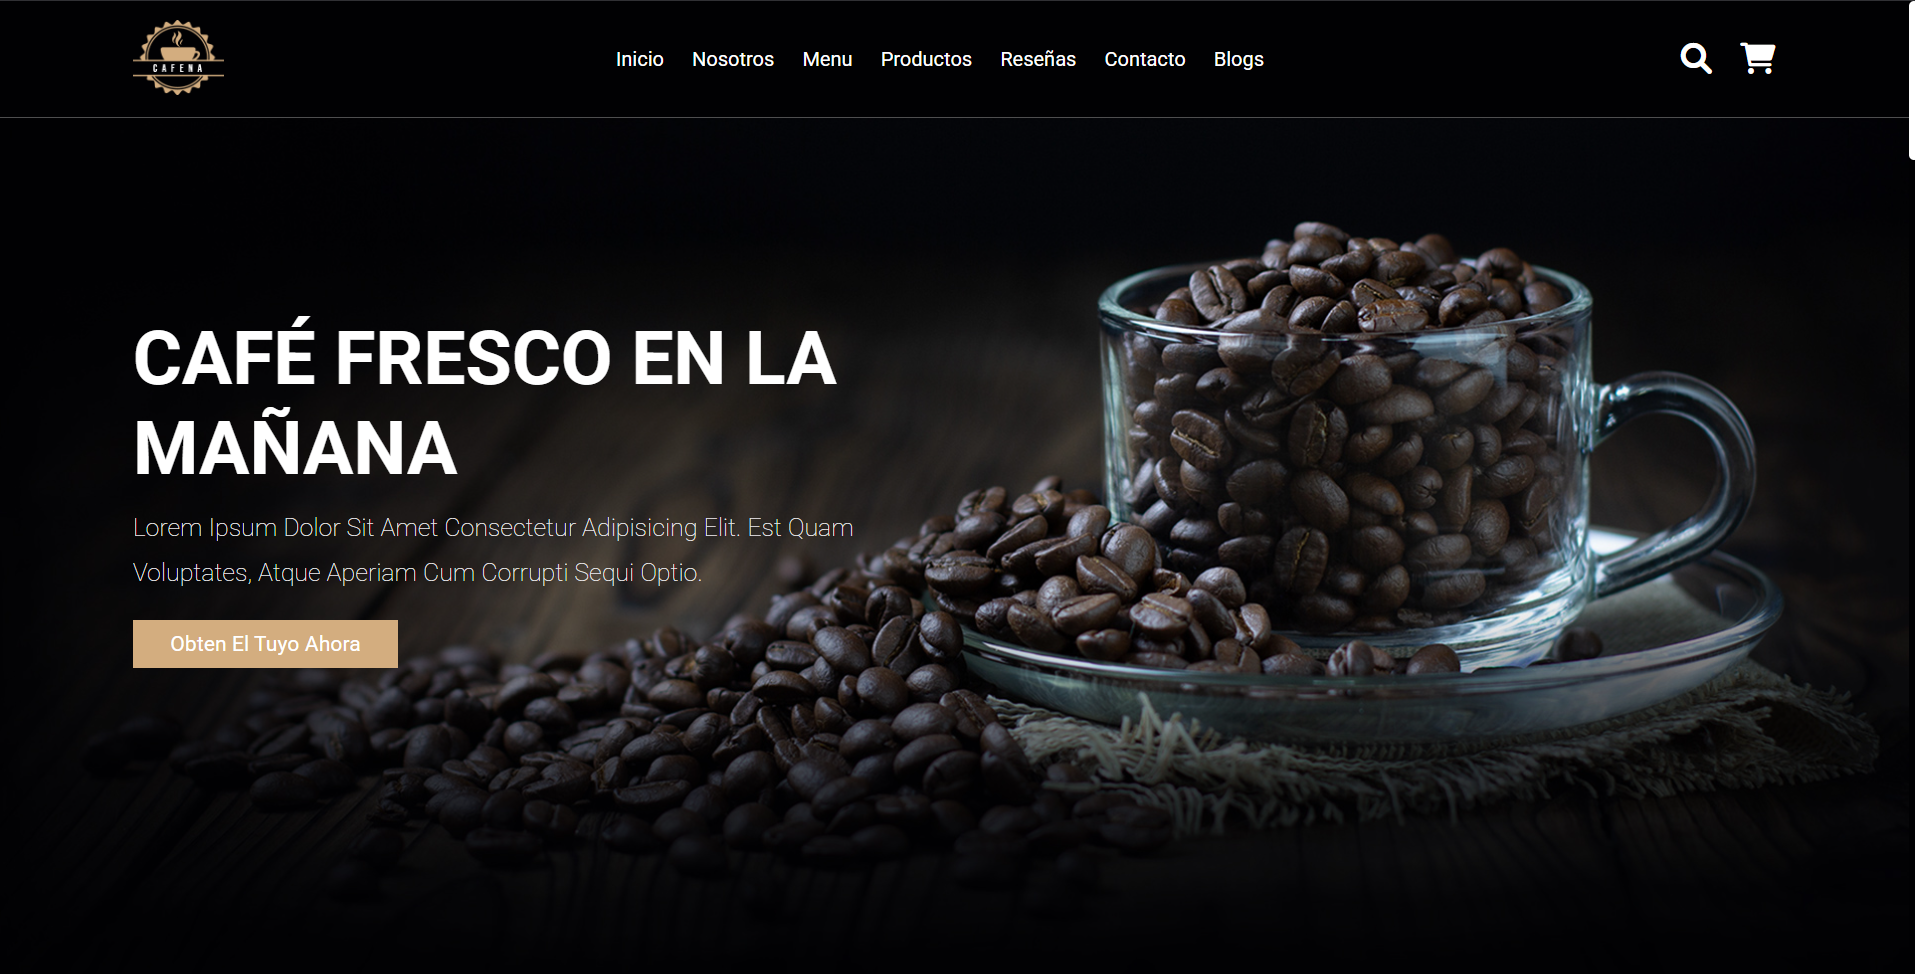 CAFENA
Inicio Nosotros Menu Productos Reseñas Contacto Blogs
CAFÉ FRESCO EN LA
MAÑANA
Lorem Ipsum Dolor Sit Amet Consectetur Adipisicing Elit. Est Quam
Voluptates, Atque Aperiam Cum Corrupti Sequi Optio.
Obten El Tuyo Ahora